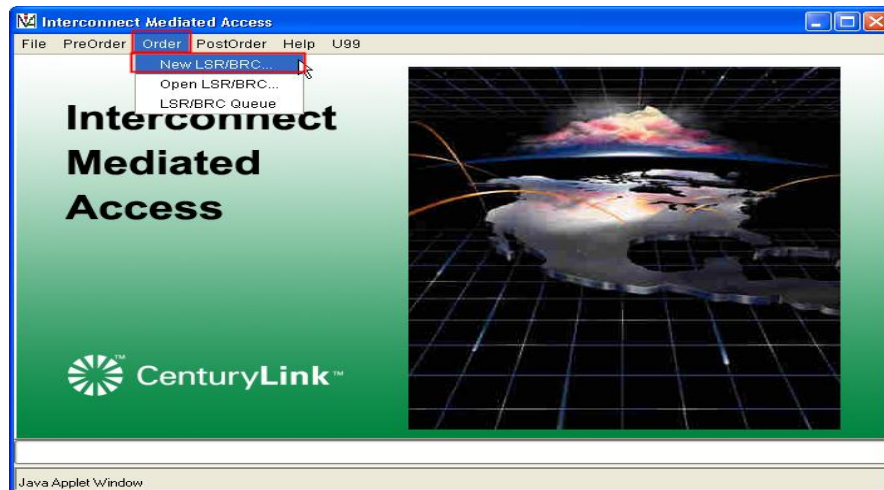 Interconnect Mediated Access
File PreOrder Order PostOrder Help U99
New LSR/BRC...
Open LSR/BRC...
LSR/BRC Queue
Interconnect
Mediated
Access
CenturyLink™
Java Applet Window